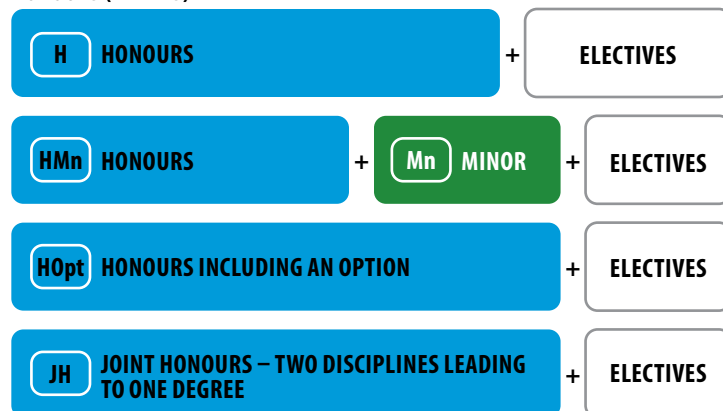 H HONOURS + ELECTIVES
HMn HONOURS + Mn MINOR + ELECTIVES
HOpt HONOURS INCLUDING AN OPTION + ELECTIVES
JH JOINT HONOURS – TWO DISCIPLINES LEADING
TO ONE DEGREE + ELECTIVES